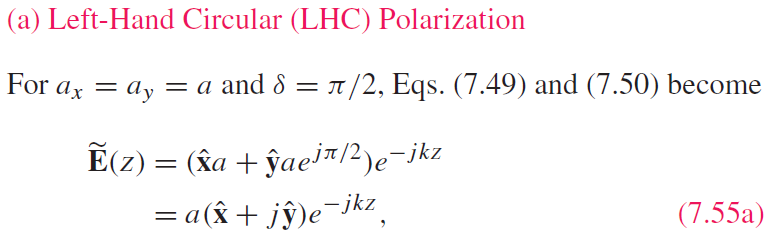 (a) Left-Hand Circular (LHC) Polarization
For aₓ = a_y = a and δ = π/2, Eqs. (7.49) and (7.50) become
Ẽ(z) = (x̂a + ŷae^{jπ/2})e^{−jkz}
= a(x̂ + jŷ)e^{−jkz}, (7.55a)